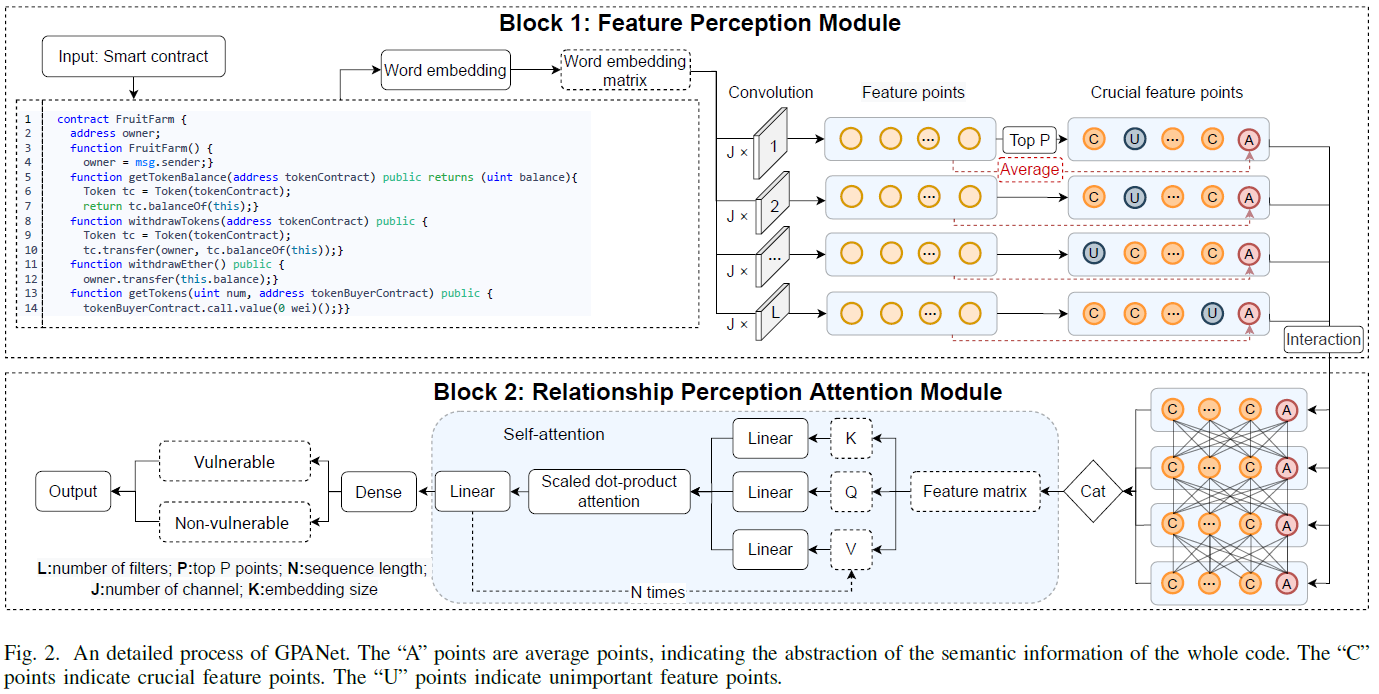 Block 1: Feature Perception Module
Input: Smart contract
Word embedding
Word embedding
matrix
1 contract FruitFarm {
2 address owner;
3 function FruitFarm() {
4 owner = msg.sender;}
5 function getTokenBalance(address tokenContract) public returns (uint balance){
6 Token tc = Token(tokenContract);
7 return tc.balanceOf(this);}
8 function withdrawTokens(address tokenContract) public {
9 Token tc = Token(tokenContract);
10 tc.transfer(owner, tc.balanceOf(this));}
11 function withdrawEther() public {
12 owner.transfer(this.balance);}
13 function getTokens(uint num, address tokenBuyerContract) public {
14 tokenBuyerContract.call.value(0 wei)();}}
Convolution
Feature points
Crucial feature points
J × 1
... Top P C U ... C A
Average
J × 2
... C U ... C A
J × ...
... U C ... C A
J × L
... C C ... U A
Interaction
Block 2: Relationship Perception Attention Module
C ... C A
C ... C A
C ... C A
C ... C A
Cat
Feature matrix
Self-attention
K
Q
V
Linear
Linear
Linear
Scaled dot-product
attention
Linear
N times
Dense
Vulnerable
Non-vulnerable
Output
L:number of filters; P:top P points; N:sequence length;
J:number of channel; K:embedding size
Fig. 2. An detailed process of GPANet. The “A” points are average points, indicating the abstraction of the semantic information of the whole code. The “C”
points indicate crucial feature points. The “U” points indicate unimportant feature points.